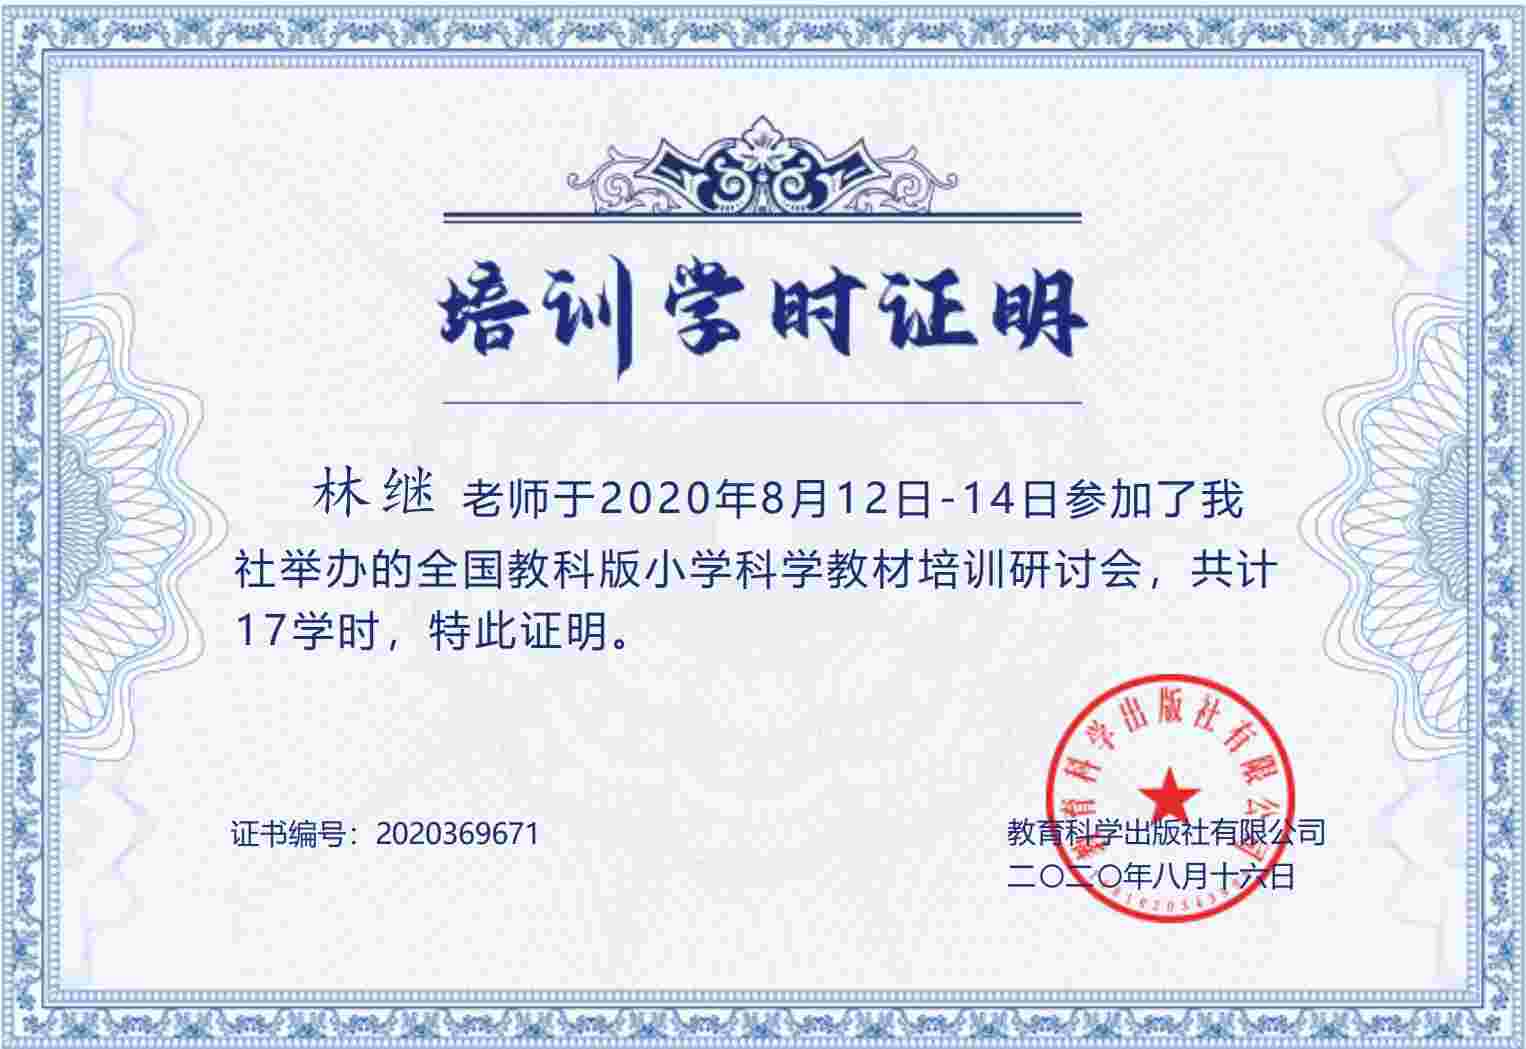 培训学时证明
林继 老师于2020年8月12日-14日参加了我
社举办的全国教科版小学科学教材培训研讨会，共计
17学时，特此证明。
教育科学出版社有限公司
证书编号：2020369671
教育科学出版社有限公司
二〇二〇年八月十六日